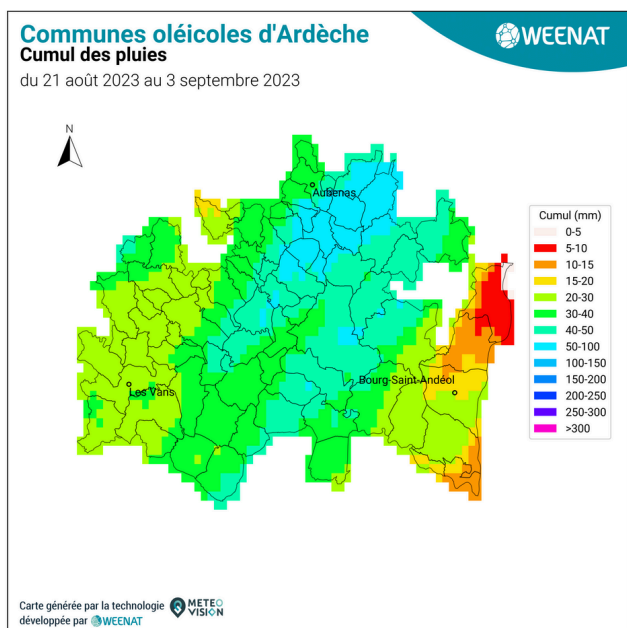 Communes oléicoles d'Ardèche
Cumul des pluies
du 21 août 2023 au 3 septembre 2023
WEENAT
N
Aubenas
Bourg-Saint-Andéol
Les Vans
Cumul (mm)
0-5
5-10
10-15
15-20
20-30
30-40
40-50
50-100
100-150
150-200
200-250
250-300
>300
Carte générée par la technologie METEO VISION
développée par WEENAT